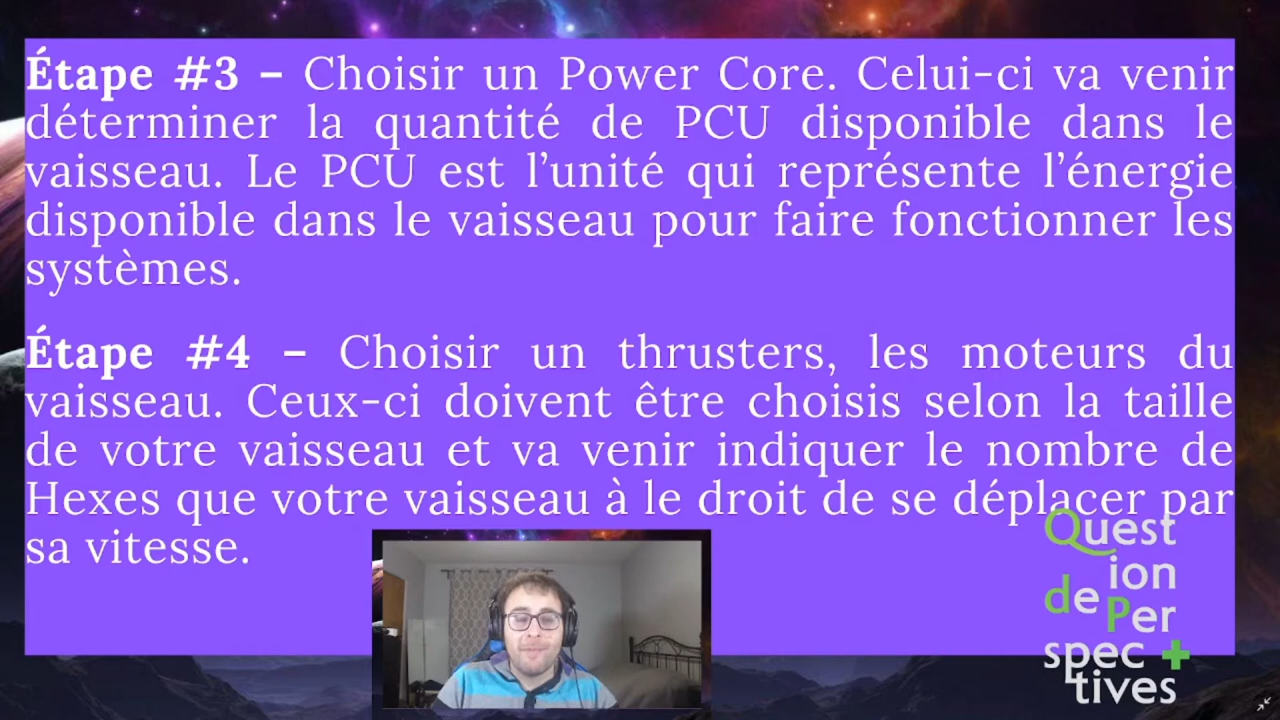 Étape #3 – Choisir un Power Core. Celui-ci va venir
déterminer la quantité de PCU disponible dans le
vaisseau. Le PCU est l’unité qui représente l’énergie
disponible dans le vaisseau pour faire fonctionner les
systèmes.
Étape #4 – Choisir un thrusters, les moteurs du
vaisseau. Ceux-ci doivent être choisis selon la taille
de votre vaisseau et va venir indiquer le nombre de
Hexes que votre vaisseau à le droit de se déplacer par
sa vitesse.
Quest
ion
de Per
spec +
tives